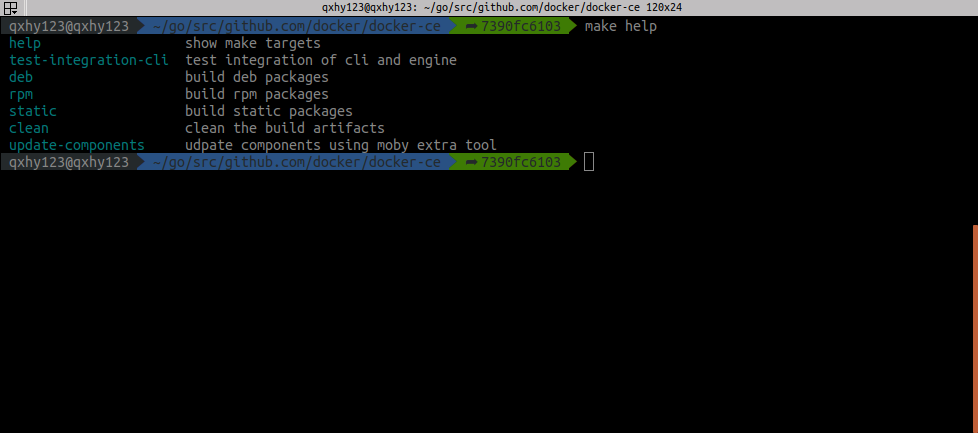 qxhy123@qxhy123: ~/go/src/github.com/docker/docker-ce 120x24
qxhy123@qxhy123 ~/go/src/github.com/docker/docker-ce ➦ 7390fc6103 make help
help show make targets
test-integration-cli test integration of cli and engine
deb build deb packages
rpm build rpm packages
static build static packages
clean clean the build artifacts
update-components udpate components using moby extra tool
qxhy123@qxhy123 ~/go/src/github.com/docker/docker-ce ➦ 7390fc6103